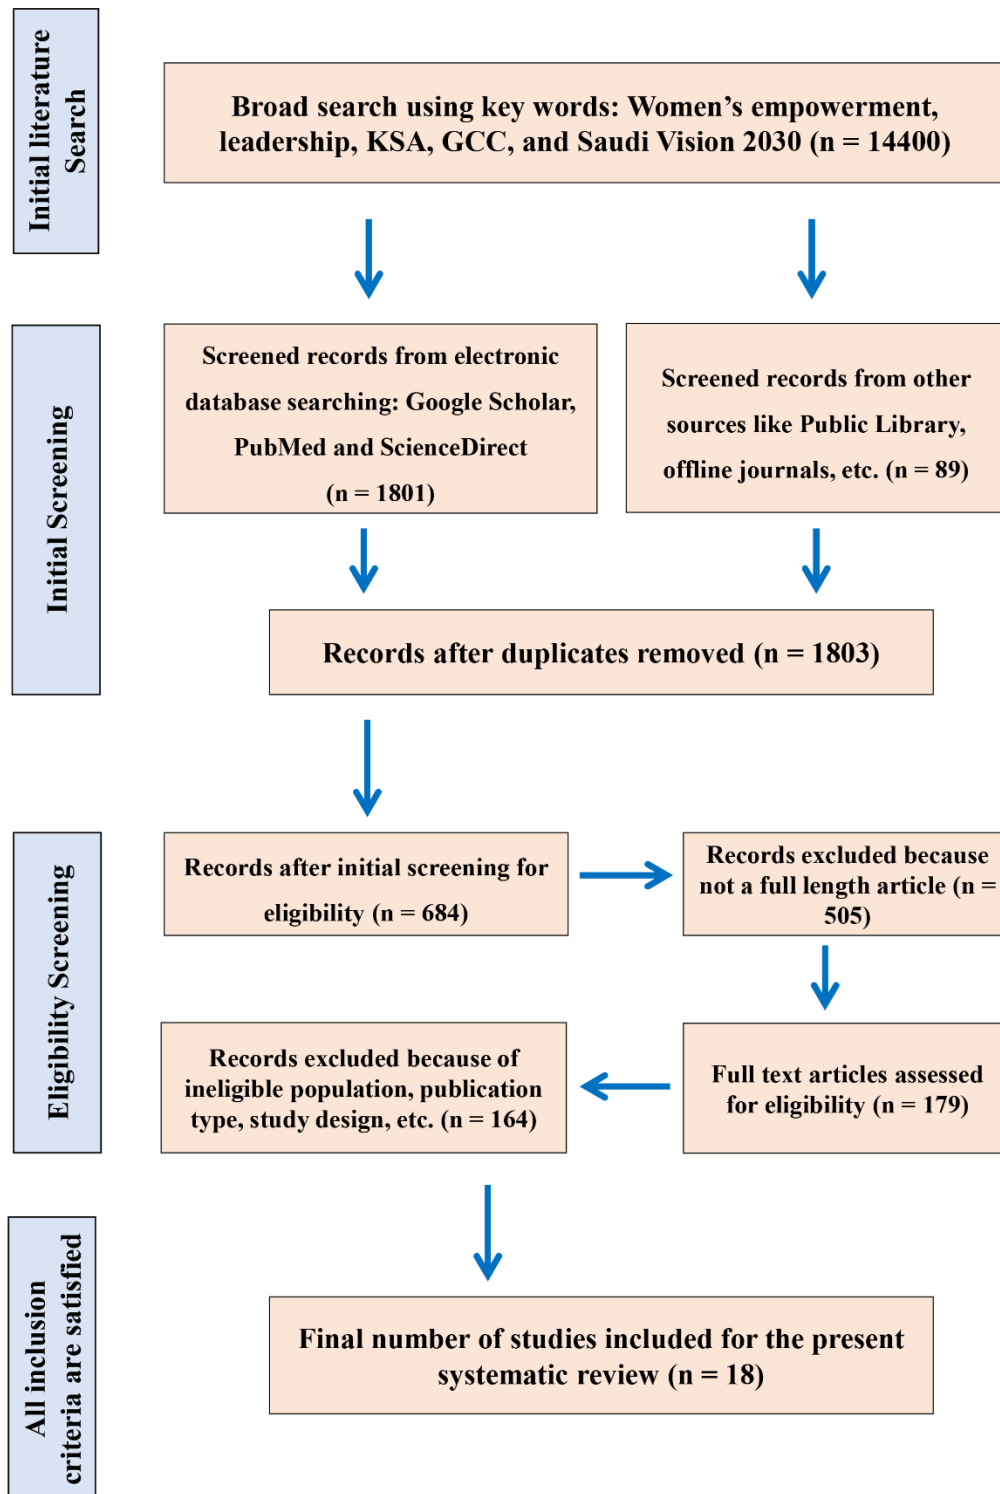 Initial literature
Search
Broad search using key words: Women’s empowerment,
leadership, KSA, GCC, and Saudi Vision 2030 (n = 14400)
Initial Screening
Screened records from electronic
database searching: Google Scholar,
PubMed and ScienceDirect
(n = 1801)
Screened records from other
sources like Public Library,
offline journals, etc. (n = 89)
Records after duplicates removed (n = 1803)
Eligibility Screening
Records after initial screening for
eligibility (n = 684)
Records excluded because
not a full length article (n =
505)
Records excluded because of
ineligible population, publication
type, study design, etc. (n = 164)
Full text articles assessed
for eligibility (n = 179)
All inclusion
criteria are satisfied
Final number of studies included for the present
systematic review (n = 18)